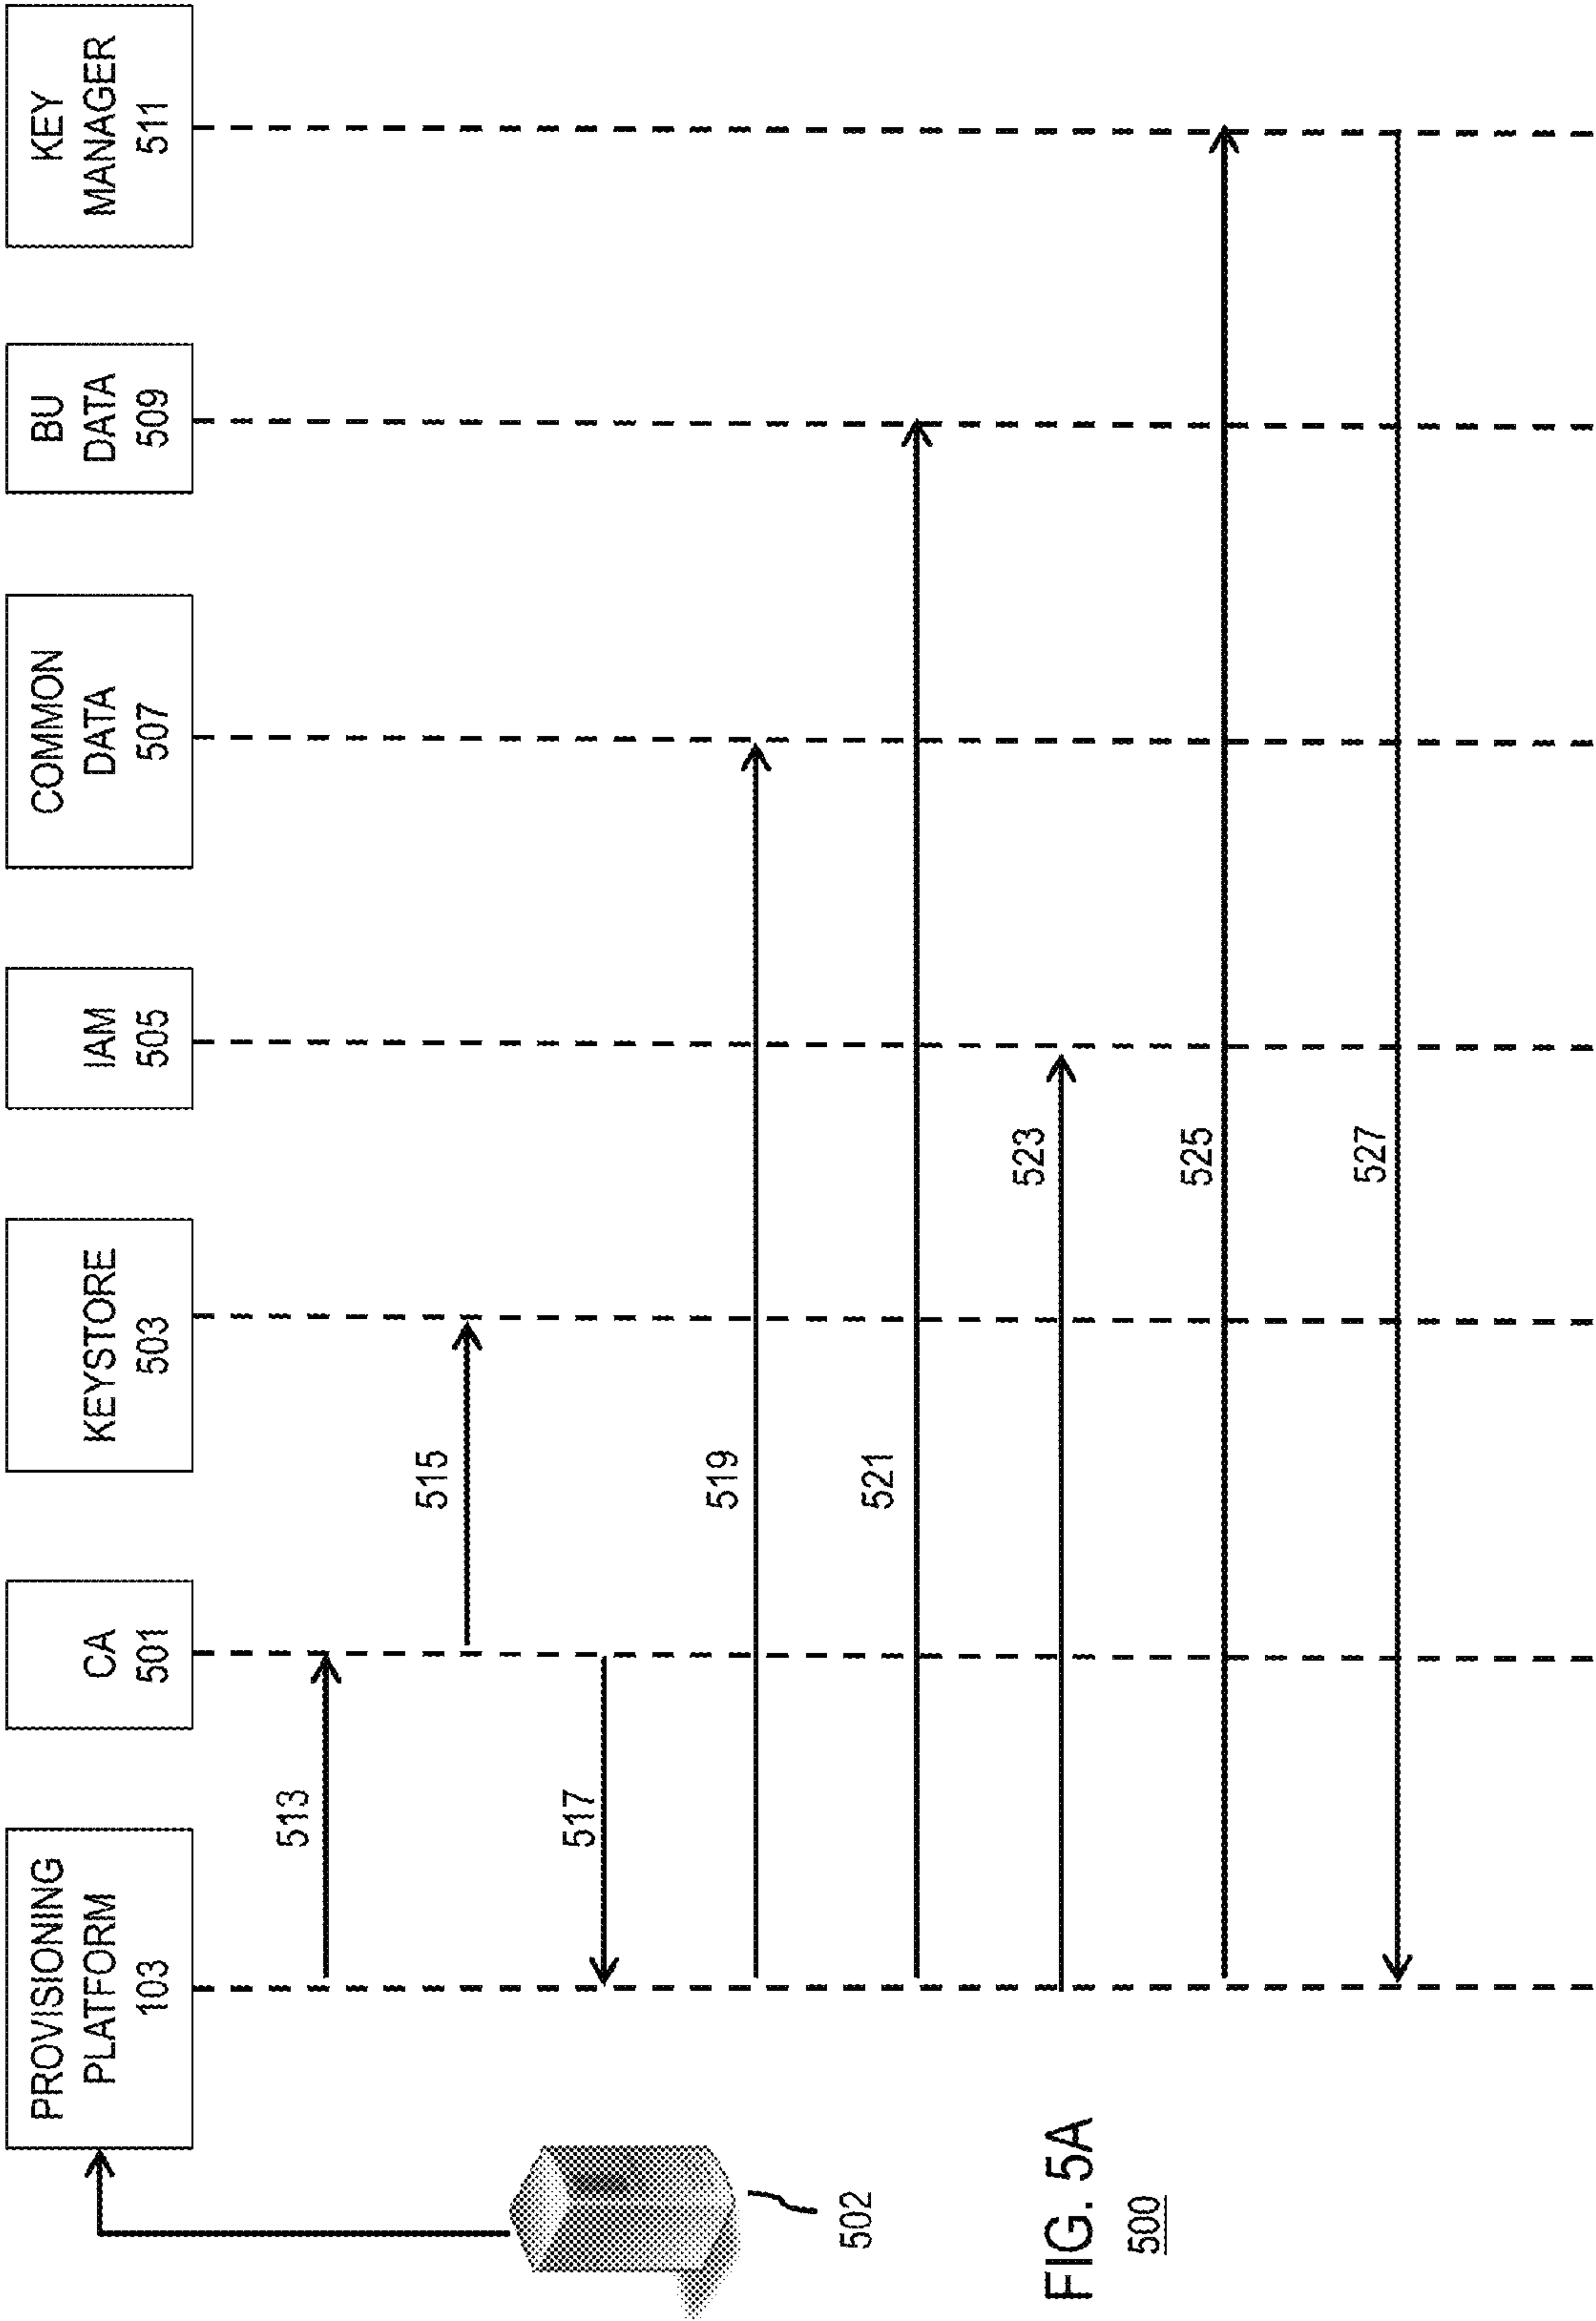 PROVISIONING
PLATFORM
103
CA
501
KEYSTORE
503
IAM
505
COMMON
DATA
507
BU
DATA
509
KEY
MANAGER
511
513
515
517
519
521
523
525
527
502
FIG. 5A
500